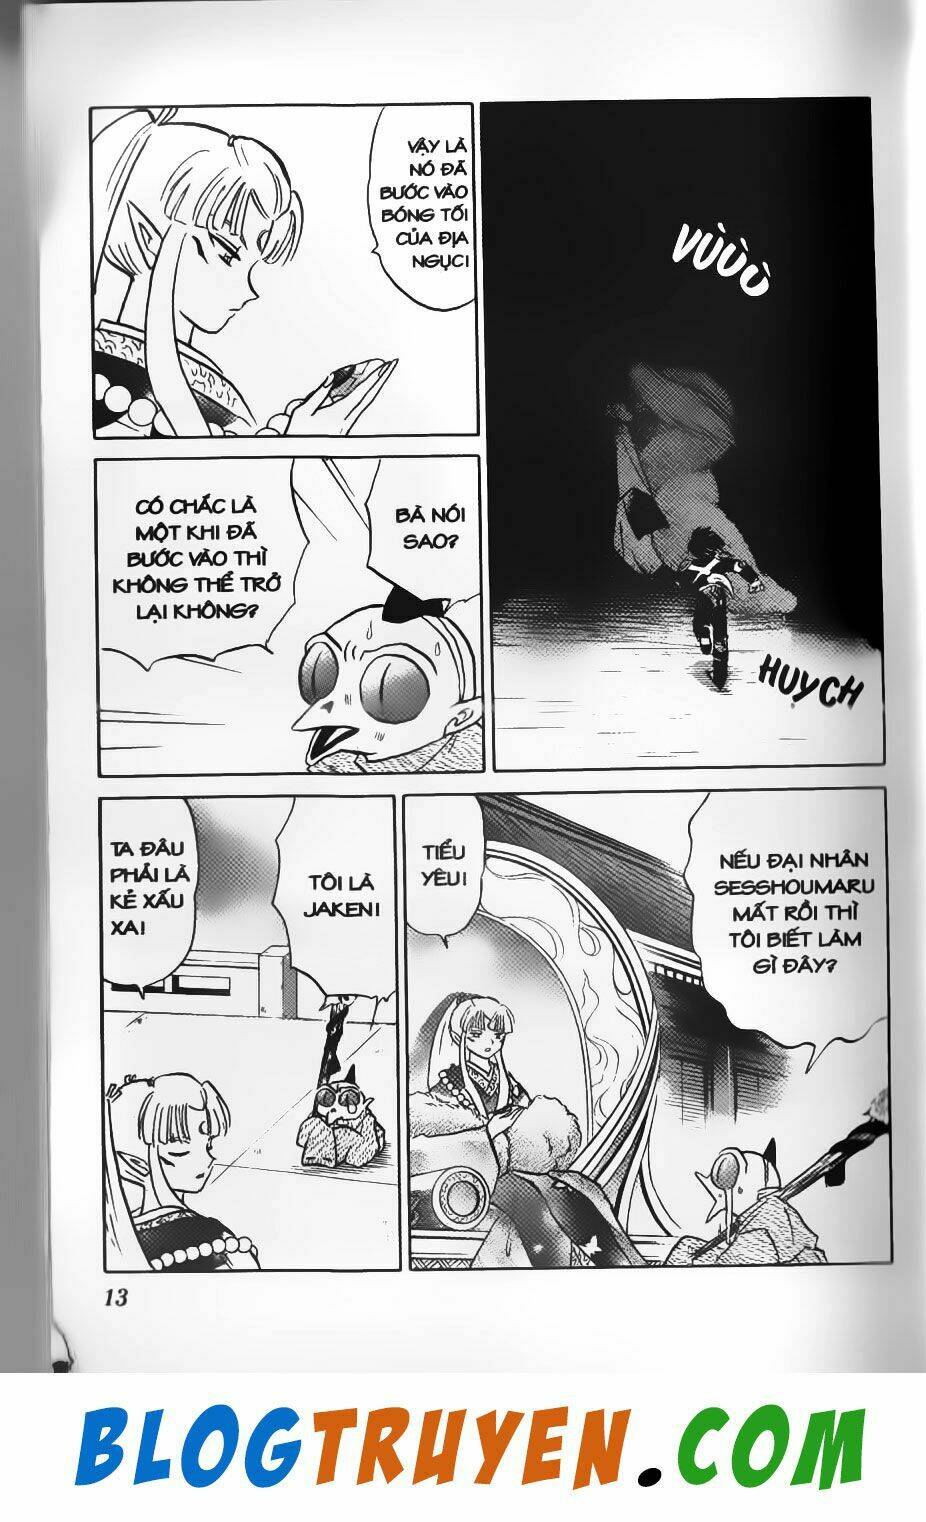 VÙÙÙ
HUỴCH
VẬY LÀ
NÓ ĐÃ
BƯỚC VÀO
BÓNG TỐI
CỦA ĐỊA
NGỤC!
BÀ NÓI
SAO?
CÓ CHẮC LÀ
MỘT KHI ĐÃ
BƯỚC VÀO THÌ
KHÔNG THỂ TRỞ
LẠI KHÔNG?
NẾU ĐẠI NHÂN
SESSHOUMARU
MẤT RỒI THÌ
TÔI BIẾT LÀM
GÌ ĐÂY?
TIỂU
YÊU!
TÔI LÀ
JAKEN!
TA ĐÂU
PHẢI LÀ
KẺ XẤU
XA!
13
BLOGTRUYEN.COM